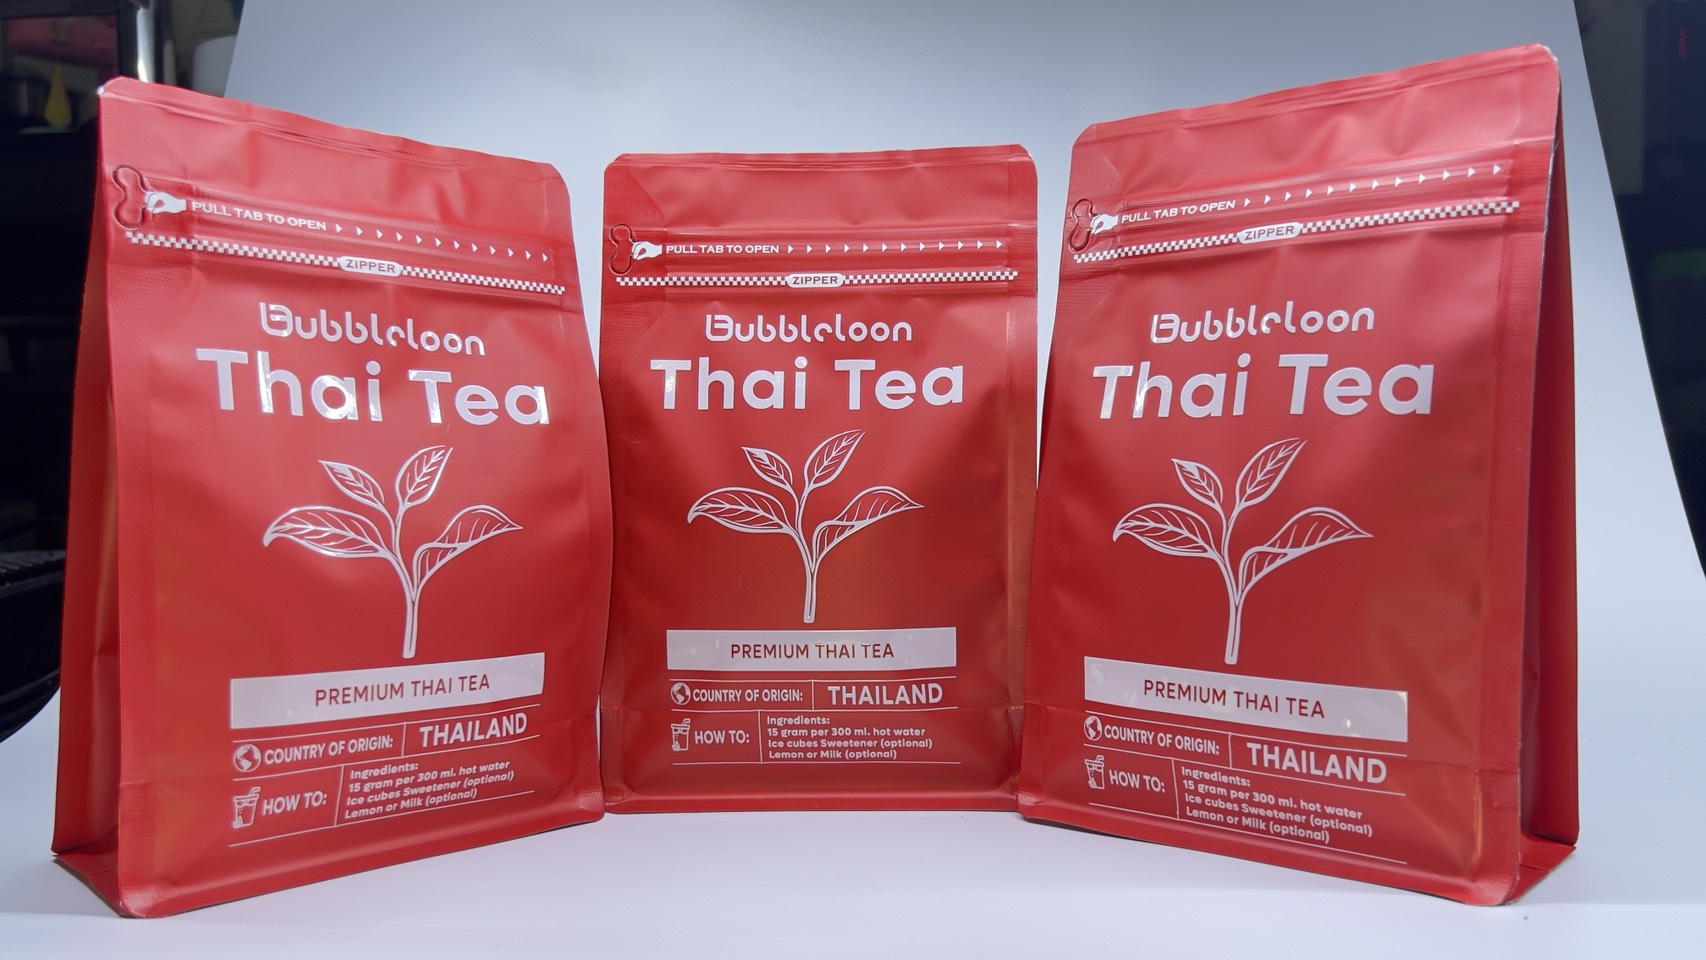 PULL TAB TO OPEN
ZIPPER
Bubbleloon
Thai Tea
PREMIUM THAI TEA
COUNTRY OF ORIGIN: THAILAND
HOW TO:
Ingredients:
15 gram per 300 ml. hot water
Ice cubes Sweetener (optional)
Lemon or Milk (optional)
PULL TAB TO OPEN
ZIPPER
Bubbleloon
Thai Tea
PREMIUM THAI TEA
COUNTRY OF ORIGIN: THAILAND
HOW TO:
Ingredients:
15 gram per 300 ml. hot water
Ice cubes Sweetener (optional)
Lemon or Milk (optional)
PULL TAB TO OPEN
ZIPPER
Bubbleloon
Thai Tea
PREMIUM THAI TEA
COUNTRY OF ORIGIN: THAILAND
HOW TO:
Ingredients:
15 gram per 300 ml. hot water
Ice cubes Sweetener (optional)
Lemon or Milk (optional)